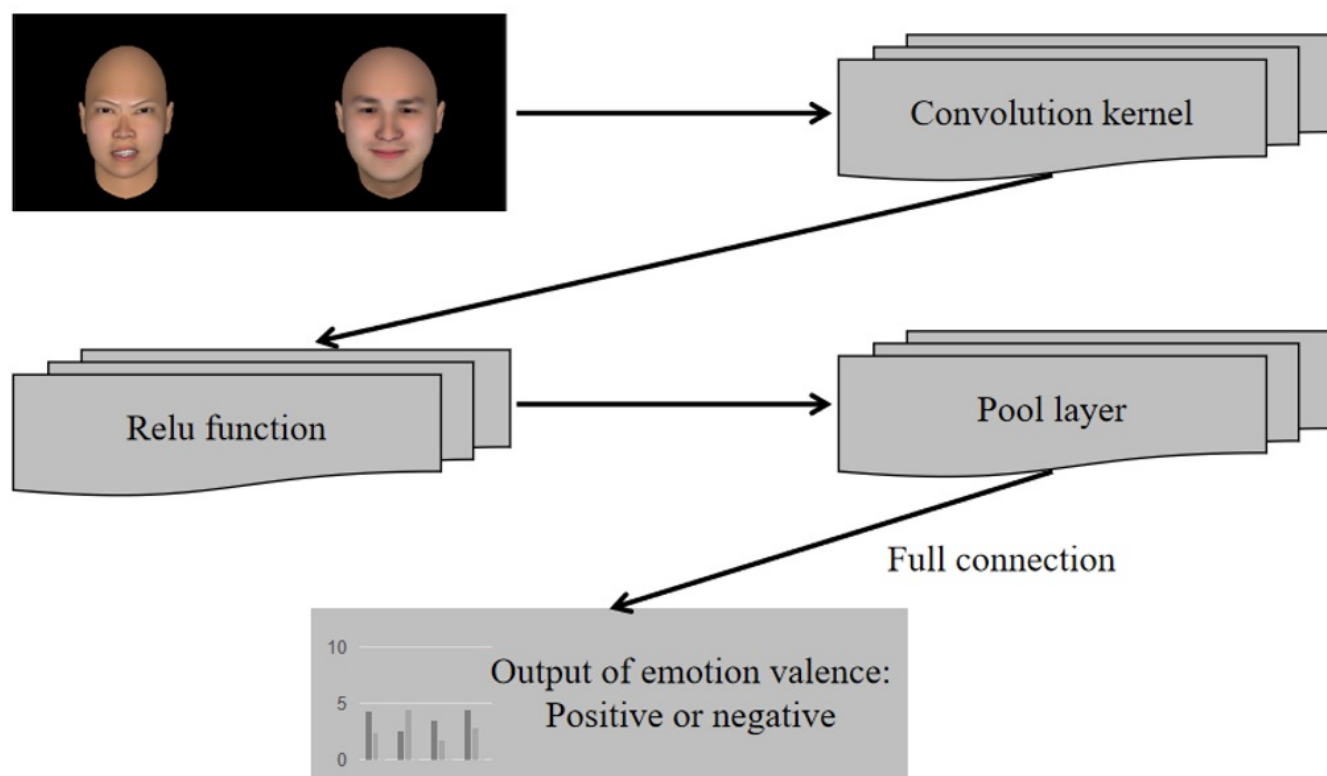 Convolution kernel
Relu function
Pool layer
Full connection
10
5
0
Output of emotion valence:
Positive or negative